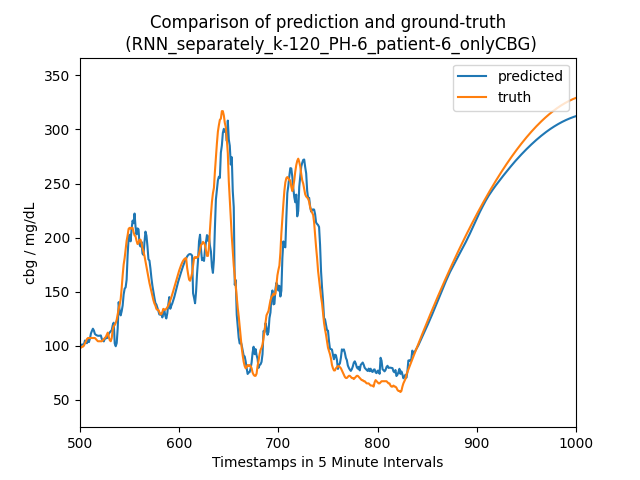 Comparison of prediction and ground-truth
(RNN_separately_k-120_PH-6_patient-6_onlyCBG)
predicted
truth
cbg / mg/dL
350
300
250
200
150
100
50
500 600 700 800 900 1000
Timestamps in 5 Minute Intervals